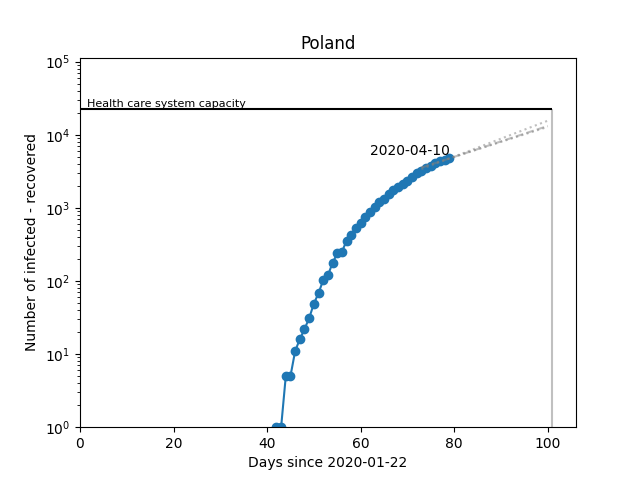 Poland
10^5
Health care system capacity
10^4
2020-04-10
10^3
10^2
10^1
10^0
Number of infected - recovered
0 20 40 60 80 100
Days since 2020-01-22